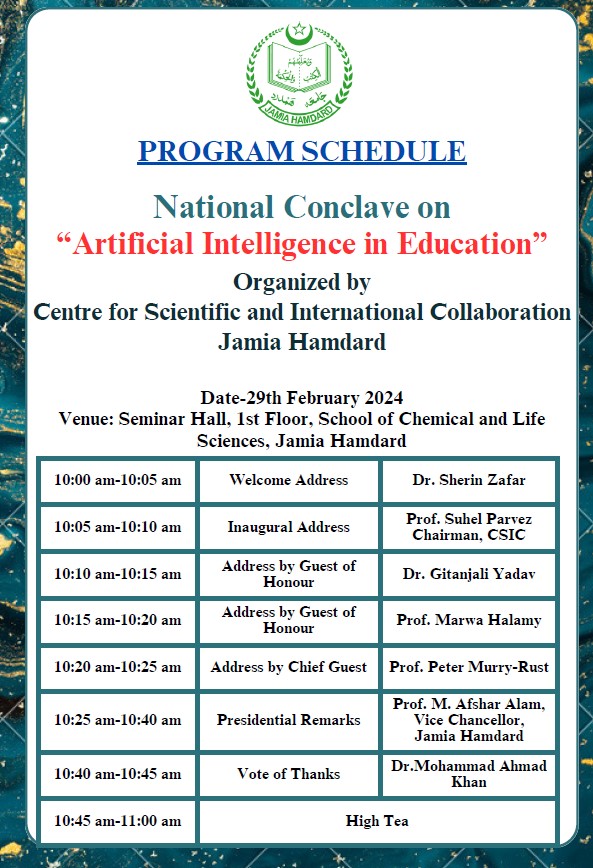 وَيُعَلِّمُهُمُ
الكِتٰبَ وَالحِكمَةَ
جامعہ ہمدرد
JAMIA HAMDARD
PROGRAM SCHEDULE
National Conclave on
“Artificial Intelligence in Education”
Organized by
Centre for Scientific and International Collaboration
Jamia Hamdard
Date-29th February 2024
Venue: Seminar Hall, 1st Floor, School of Chemical and Life
Sciences, Jamia Hamdard
10:00 am-10:05 am Welcome Address Dr. Sherin Zafar
10:05 am-10:10 am Inaugural Address Prof. Suhel Parvez
Chairman, CSIC
10:10 am-10:15 am Address by Guest of
Honour Dr. Gitanjali Yadav
10:15 am-10:20 am Address by Guest of
Honour Prof. Marwa Halamy
10:20 am-10:25 am Address by Chief Guest Prof. Peter Murry-Rust
10:25 am-10:40 am Presidential Remarks Prof. M. Afshar Alam,
Vice Chancellor,
Jamia Hamdard
10:40 am-10:45 am Vote of Thanks Dr.Mohammad Ahmad
Khan
10:45 am-11:00 am High Tea